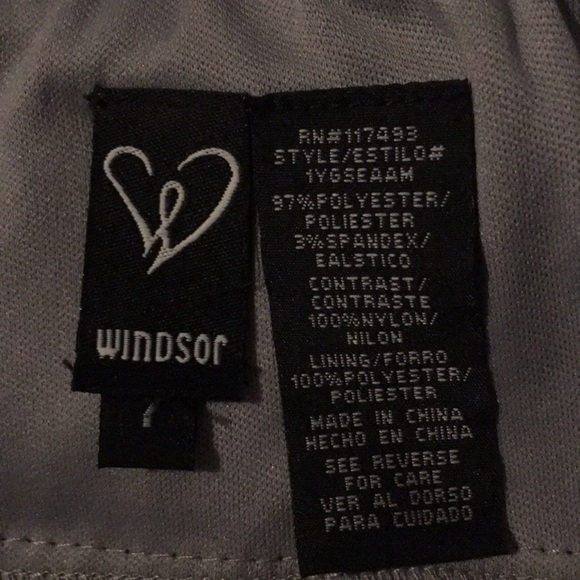 WINDSOR
7
RN#117493
STYLE/ESTILO#
1YGSEAAM
97%POLYESTER/
POLIESTER
3%SPANDEX/
EALSTICO
CONTRAST/
CONTRASTE
100%NYLON/
NILON
LINING/FORRO
100%POLYESTER/
POLIESTER
MADE IN CHINA
HECHO EN CHINA
SEE REVERSE
FOR CARE
VER AL DORSO
PARA CUIDADO